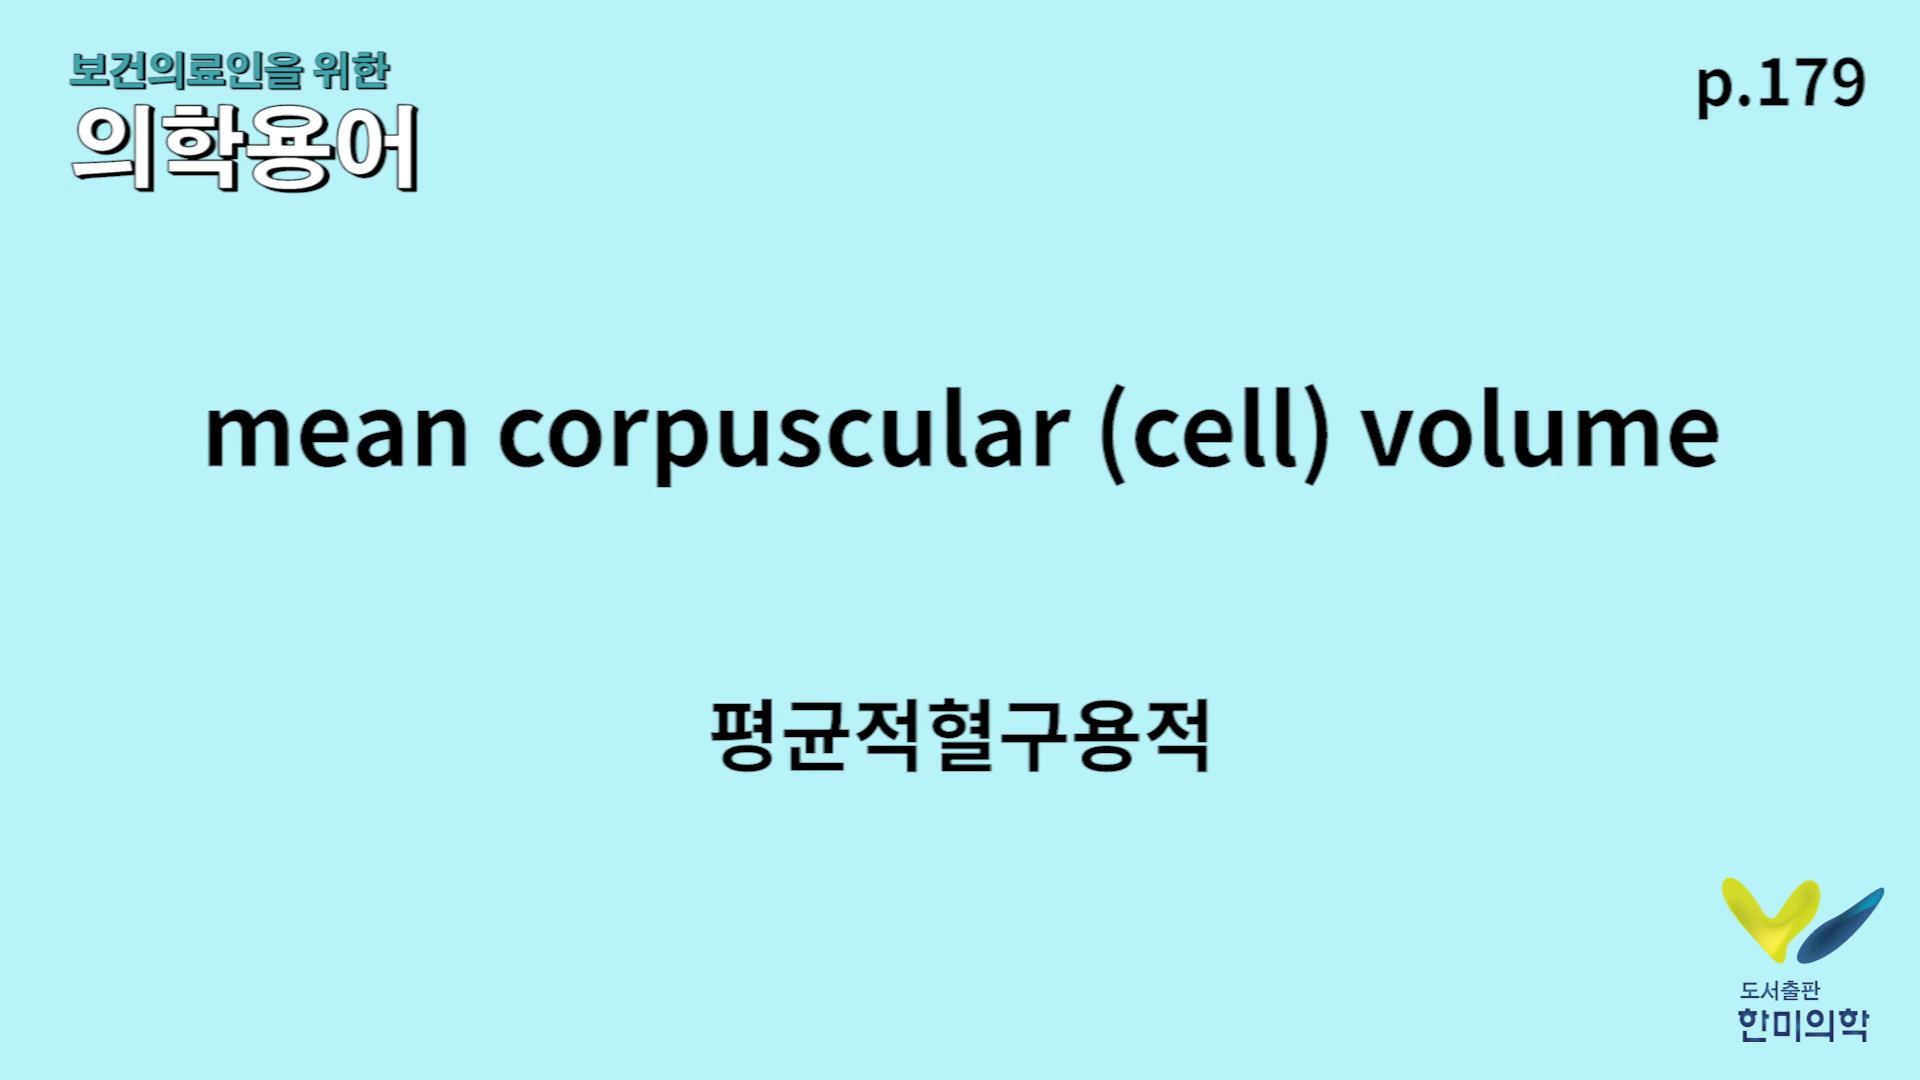 보건의료인을 위한
의학용어
p.179
mean corpuscular (cell) volume
평균적혈구용적
도서출판
한미의학